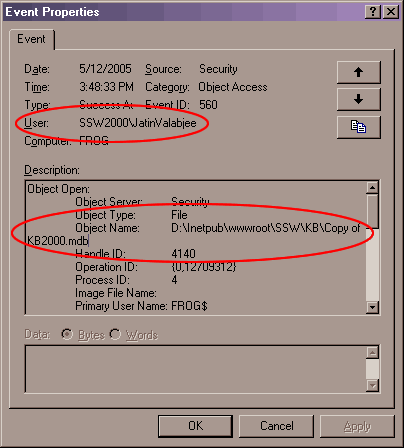 Event Properties
Event
Date: 5/12/2005 Source: Security
Time: 3:48:33 PM Category: Object Access
Type: Success A Event ID: 560
User: SSW2000\JatinValabjee
Computer: FROG
Description:
Object Open:
Object Server: Security
Object Type: File
Object Name: D:\Inetpub\wwwroot\SSW\KB\Copy of
KB2000.mdb
Handle ID: 4140
Operation ID: {0,12709312}
Process ID: 4
Image File Name:
Primary User Name: FROG$
Data: Bytes Words
OK Cancel Apply